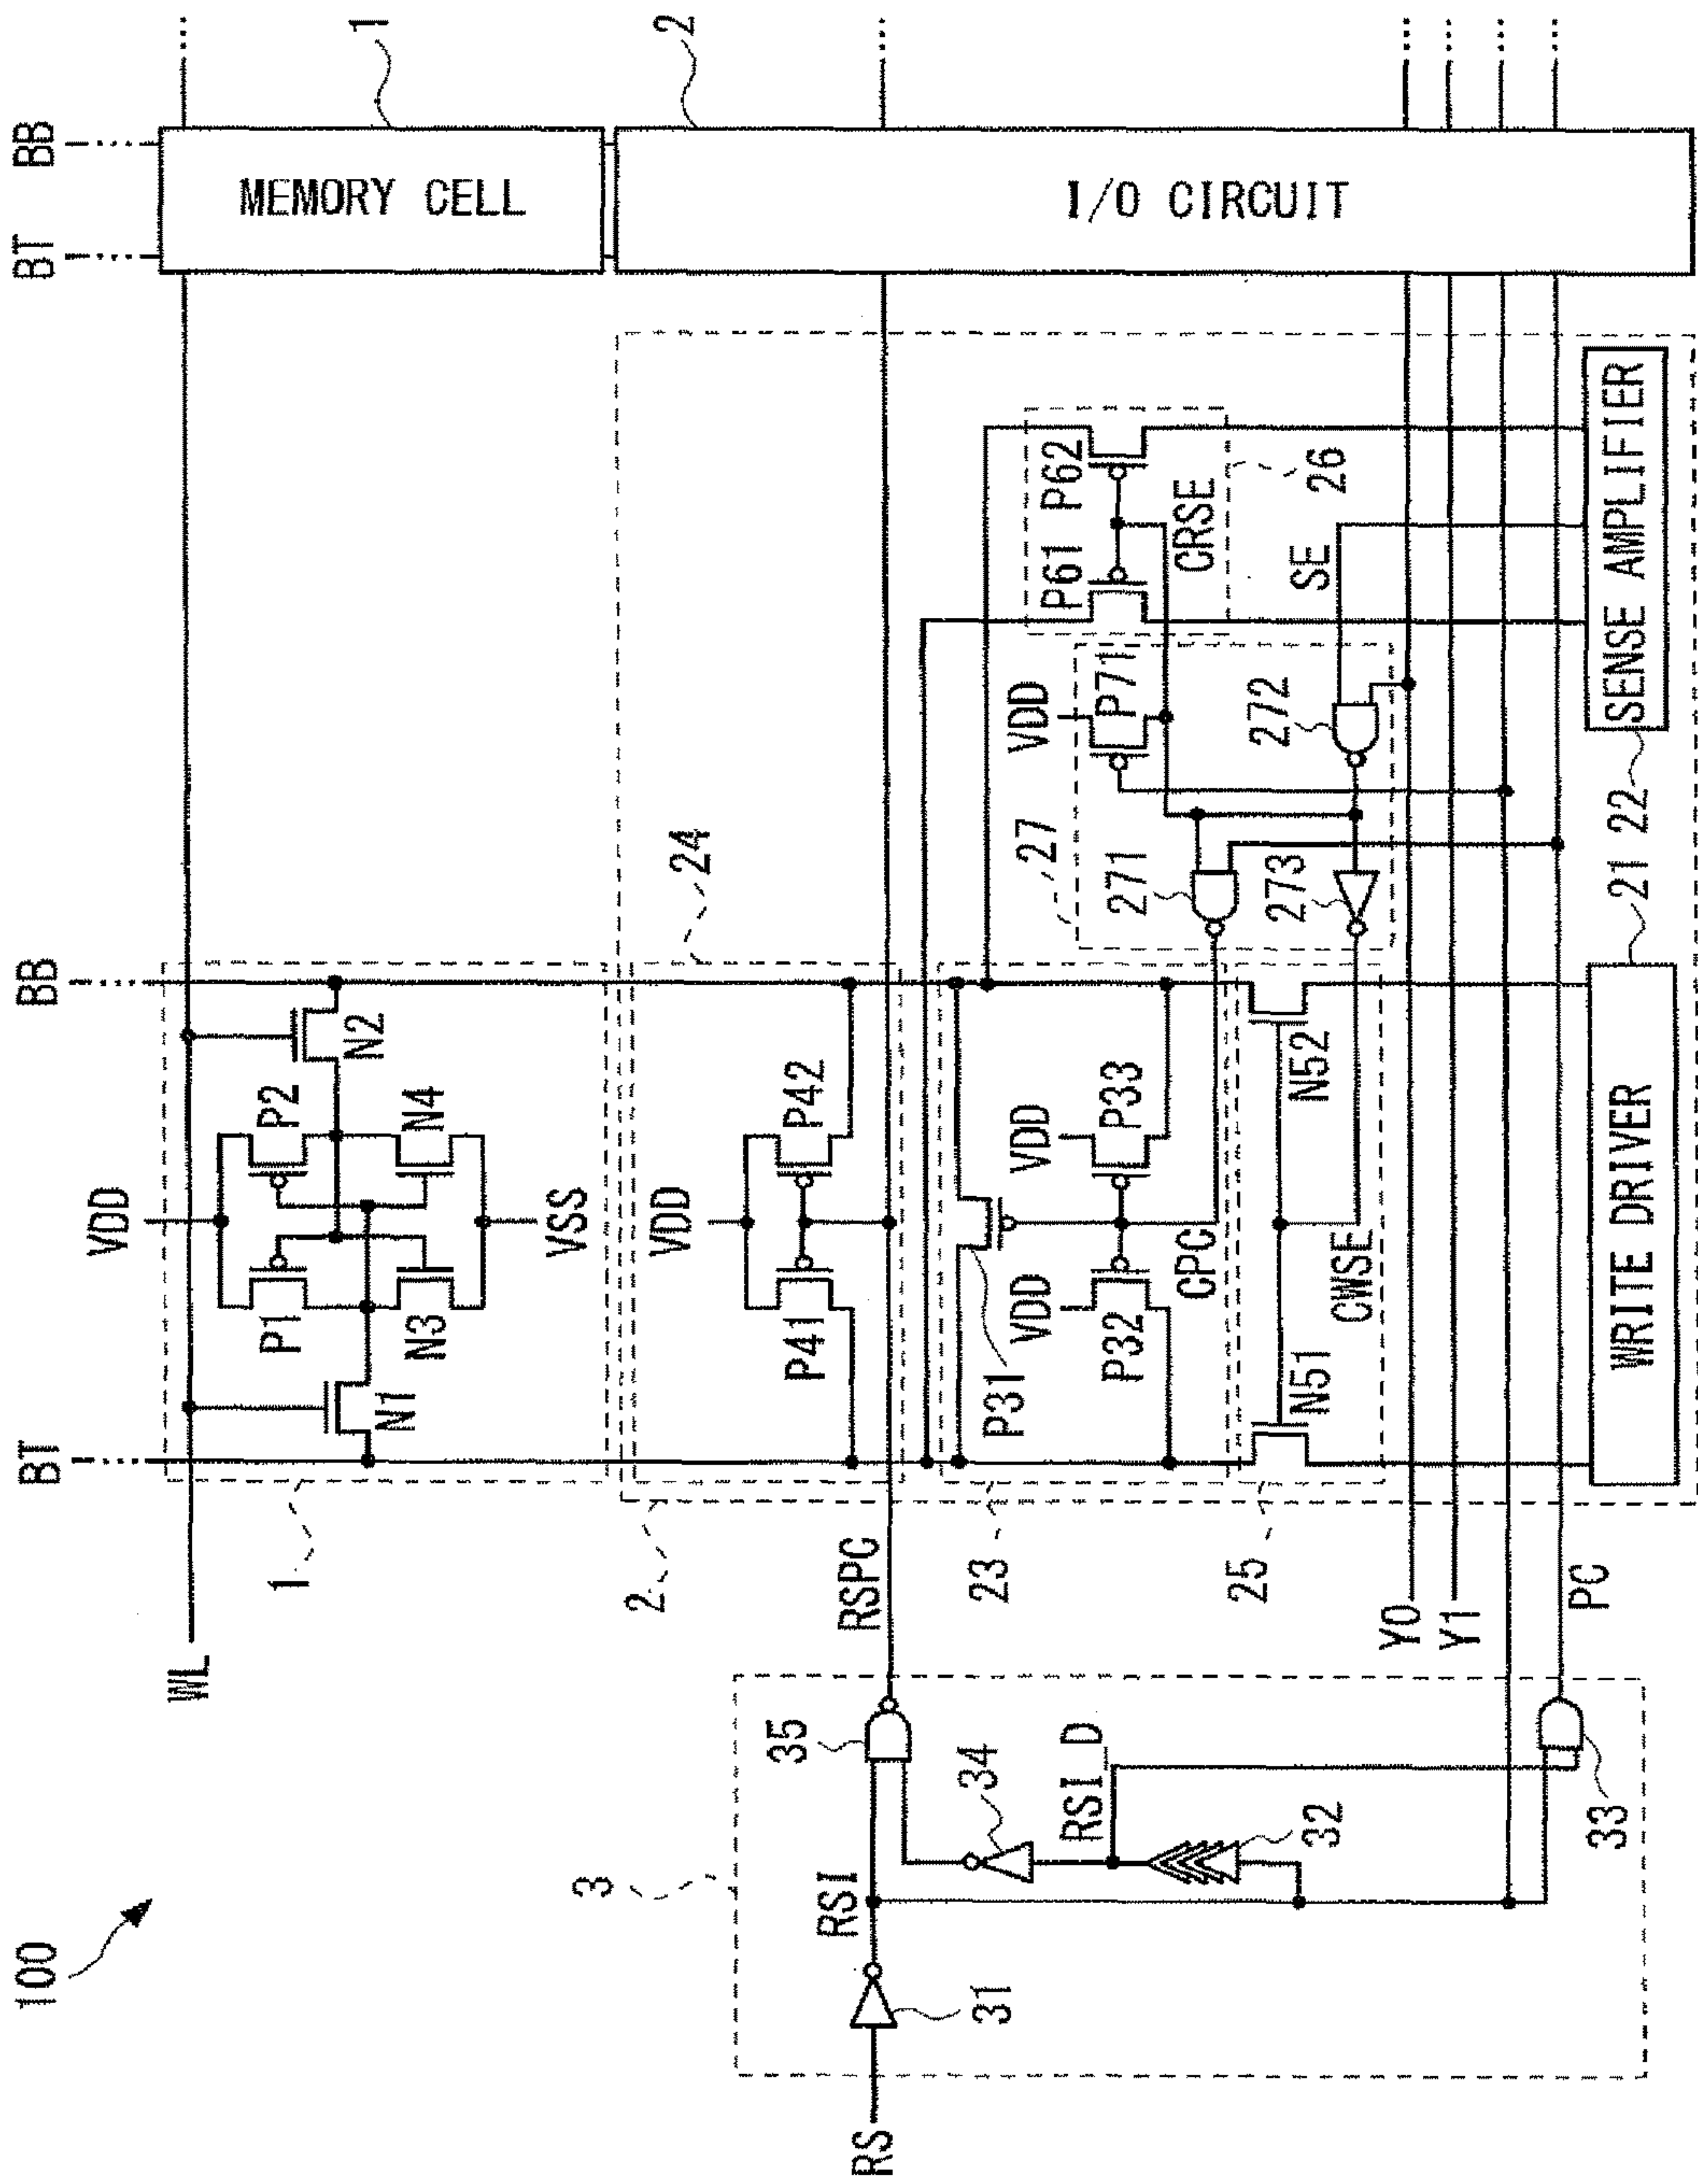 100
RS
31
RSI
3
32
RSI_D
34
35
33
WL
RSPC
Y0
Y1
PC
BT
BB
1
VDD
P1
P2
N1
N2
N3
N4
VSS
2
24
VDD
P41
P42
23
P31
VDD
VDD
P32
P33
CPC
25
N51
N52
CWSE
WRITE DRIVER
21
27
271
273
VDD
P71
272
P61
P62
CRSE
26
SE
SENSE AMPLIFIER
22
BT
BB
MEMORY CELL
1
I/O CIRCUIT
2